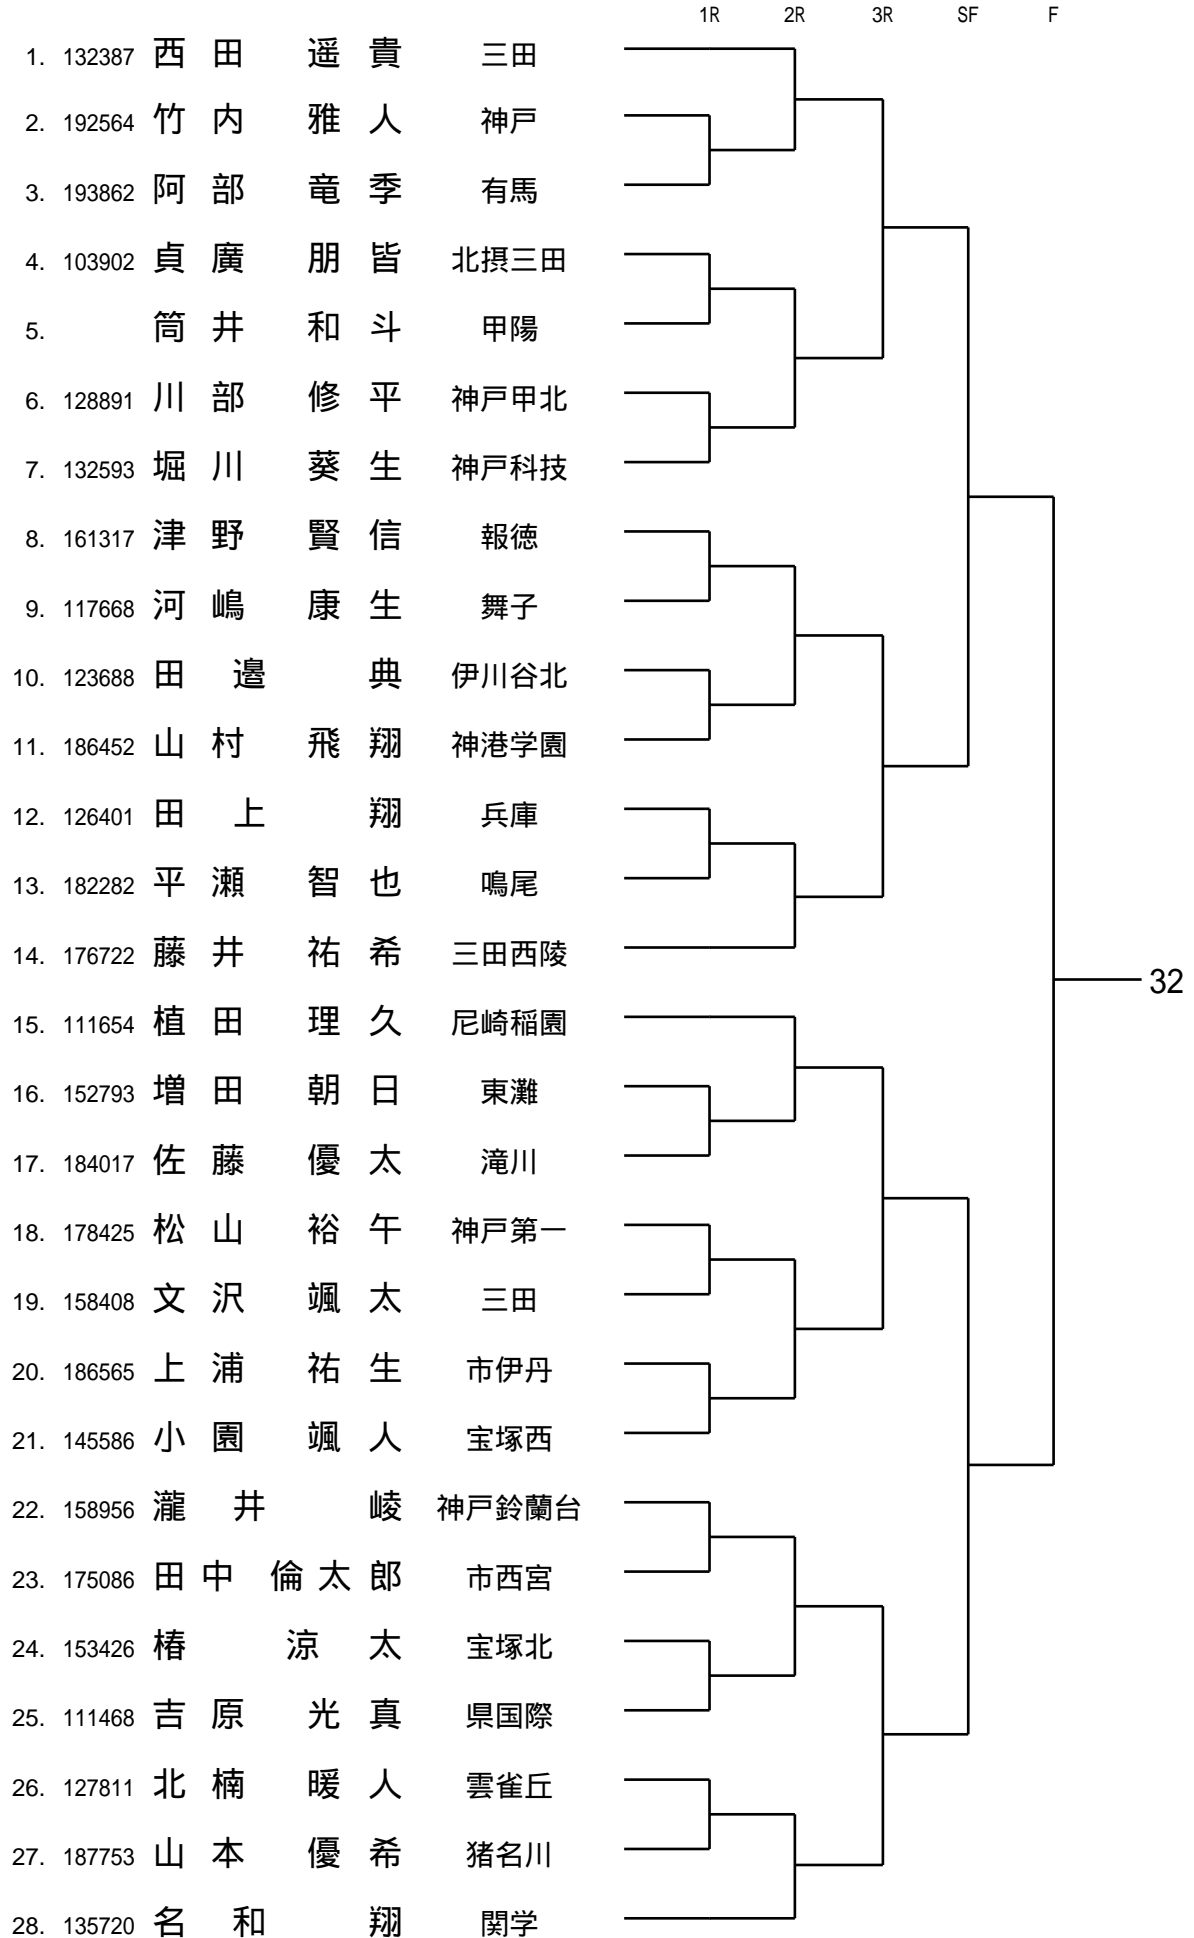 1R 2R 3R SF F
1. 132387 西田 遥貴 三田
2. 192564 竹内 雅人 神戸
3. 193862 阿部 竜季 有馬
4. 103902 貞廣 朋皆 北摂三田
5. 筒井 和斗 甲陽
6. 128891 川部 修平 神戸甲北
7. 132593 堀川 葵生 神戸科技
8. 161317 津野 賢信 報徳
9. 117668 河嶋 康生 舞子
10. 123688 田邉 典 伊川谷北
11. 186452 山村 飛翔 神港学園
12. 126401 田上 翔 兵庫
13. 182282 平瀬 智也 鳴尾
14. 176722 藤井 祐希 三田西陵
32
15. 111654 植田 理久 尼崎稲園
16. 152793 増田 朝日 東灘
17. 184017 佐藤 優太 滝川
18. 178425 松山 裕午 神戸第一
19. 158408 文沢 颯太 三田
20. 186565 上浦 祐生 市伊丹
21. 145586 小園 颯人 宝塚西
22. 158956 瀧井 崚 神戸鈴蘭台
23. 175086 田中 倫太郎 市西宮
24. 153426 椿 涼太 宝塚北
25. 111468 吉原 光真 県国際
26. 127811 北楠 暖人 雲雀丘
27. 187753 山本 優希 猪名川
28. 135720 名和 翔 関学